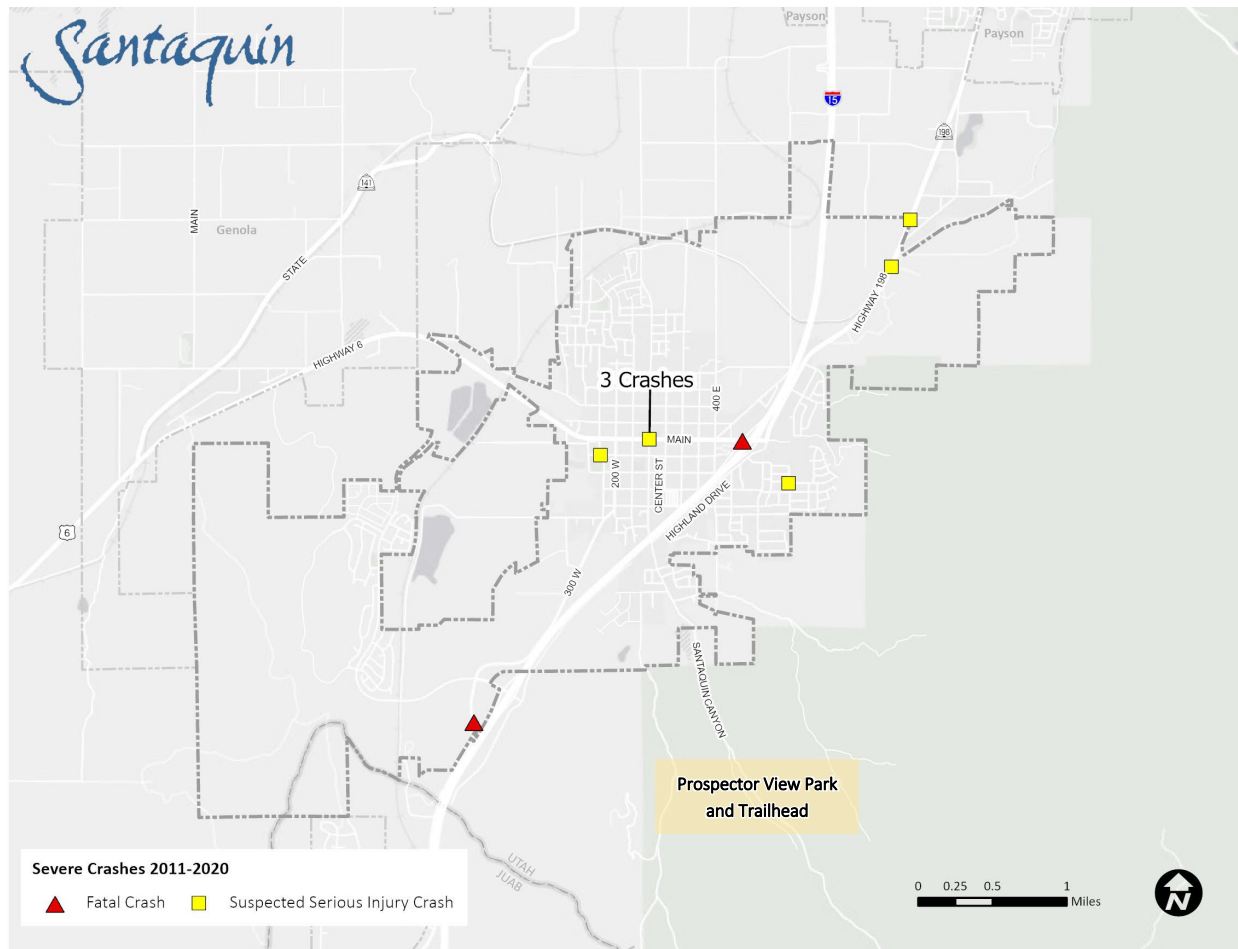 Santaquin
Payson
Payson
15
198
141
MAIN
Genola
STATE
HIGHWAY 198
HIGHWAY 6
3 Crashes
400 E
MAIN
200 W
CENTER ST
HIGHLAND DRIVE
6
300 W
SANTAQUIN CANYON
Prospector View Park
and Trailhead
UTAH
JUAB
Severe Crashes 2011-2020
Fatal Crash
Suspected Serious Injury Crash
0 0.25 0.5 1
Miles
N